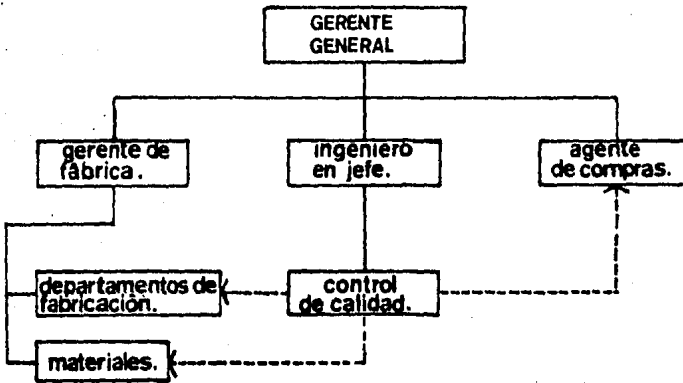 GERENTE
GENERAL
gerente de
fábrica.
ingeniero
en jefe.
agente
de compras.
departamentos de
fabricación.
control
de calidad.
materiales.